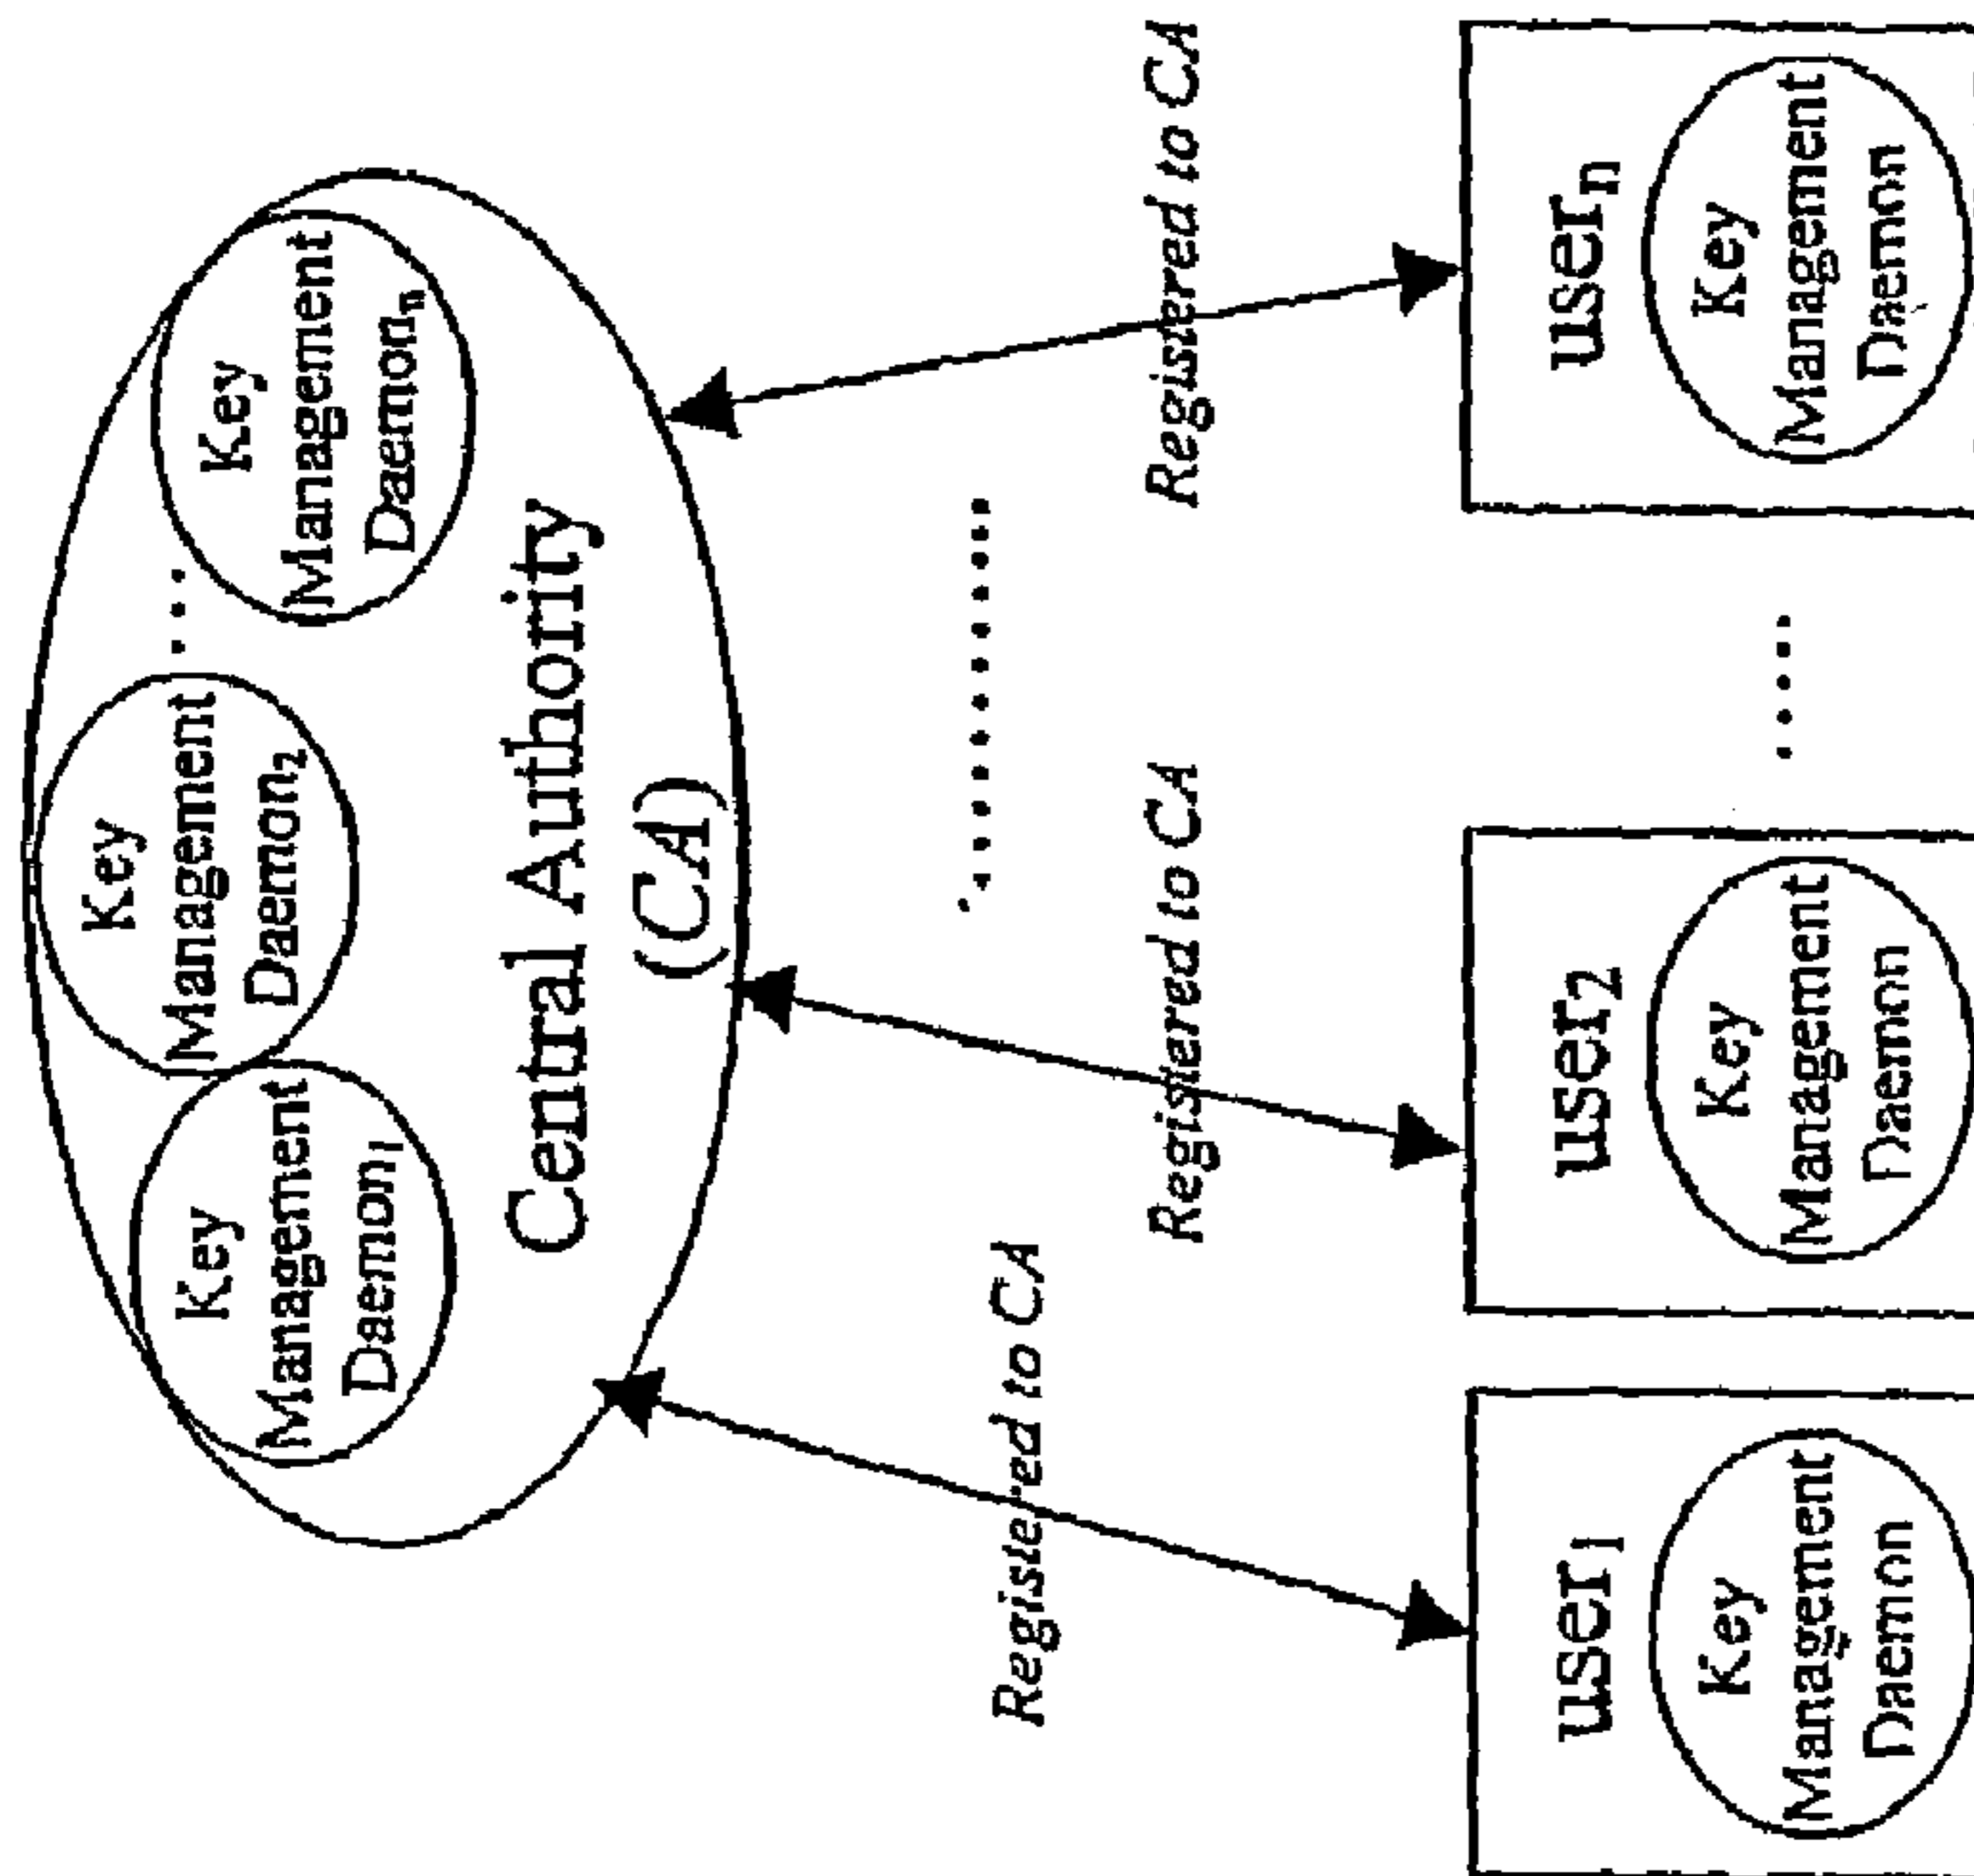 Key
Management
Daemon₁
Key
Management
Daemon₂
...
Key
Management
Daemonₙ
Central Authority
(CA)
Registered to CA
Registered to CA
Registered to CA
user₁
Key
Management
Daemon
user₂
Key
Management
Daemon
userₙ
Key
Management
Daemon